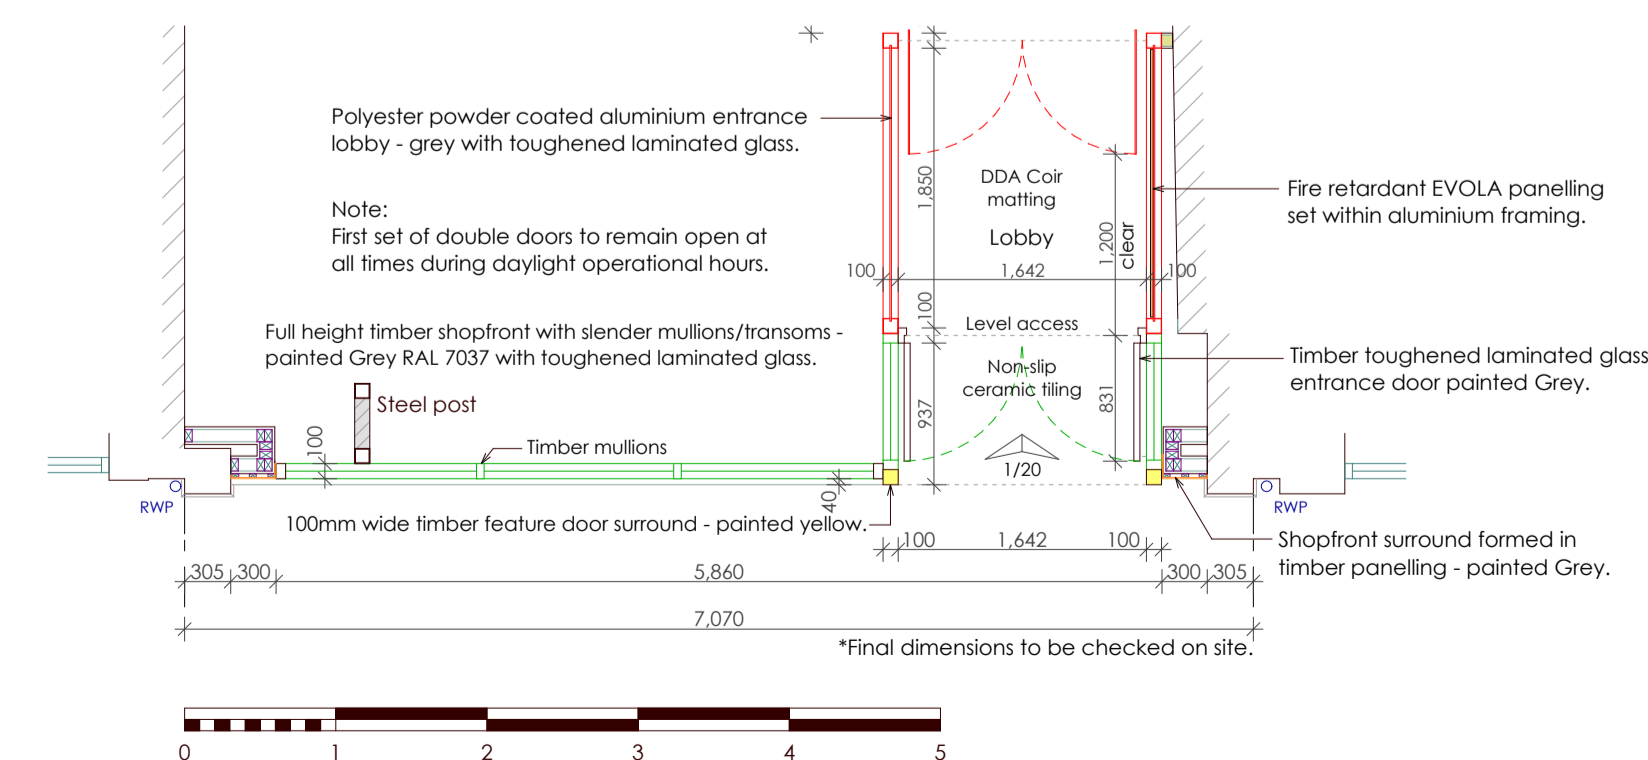 Polyester powder coated aluminium entrance
lobby - grey with toughened laminated glass.
Note:
First set of double doors to remain open at
all times during daylight operational hours.
Full height timber shopfront with slender mullions/transoms -
painted Grey RAL 7037 with toughened laminated glass.
Steel post
Timber mullions
100
40
RWP
100mm wide timber feature door surround - painted yellow.
1,850
DDA Coir
matting
Lobby
1,200
clear
100
1,642
100
100
Level access
Non-slip
ceramic tiling
937
831
1/20
Fire retardant EVOLA panelling
set within aluminium framing.
Timber toughened laminated glass
entrance door painted Grey.
RWP
Shopfront surround formed in
timber panelling - painted Grey.
100
1,642
100
305
300
5,860
300
305
7,070
*Final dimensions to be checked on site.
0
1
2
3
4
5